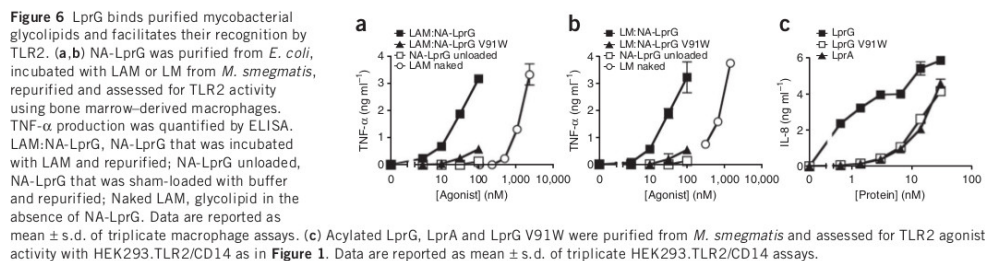 Figure 6 LprG binds purified mycobacterial
glycolipids and facilitates their recognition by
TLR2. (a,b) NA-LprG was purified from E. coli,
incubated with LAM or LM from M. smegmatis,
repurified and assessed for TLR2 activity
using bone marrow–derived macrophages.
TNF-α production was quantified by ELISA.
LAM:NA-LprG, NA-LprG that was incubated
with LAM and repurified; NA-LprG unloaded,
NA-LprG that was sham-loaded with buffer
and repurified; Naked LAM, glycolipid in the
absence of NA-LprG. Data are reported as
mean ± s.d. of triplicate macrophage assays. (c) Acylated LprG, LprA and LprG V91W were purified from M. smegmatis and assessed for TLR2 agonist
activity with HEK293.TLR2/CD14 as in Figure 1. Data are reported as mean ± s.d. of triplicate HEK293.TLR2/CD14 assays.
a
LAM:NA-LprG
LAM:NA-LprG V91W
NA-LprG unloaded
LAM naked
TNF-α (ng ml⁻¹)
4
3
2
1
0
0 10 100 1,000 10,000
[Agonist] (nM)
b
LM:NA-LprG
LM:NA-LprG V91W
NA-LprG unloaded
LM naked
TNF-α (ng ml⁻¹)
4
3
2
1
0
0 10 100 1,000 10,000
[Agonist] (nM)
c
LprG
LprG V91W
LprA
IL-8 (ng ml⁻¹)
6
4
2
0
0 1 10 100
[Protein] (nM)